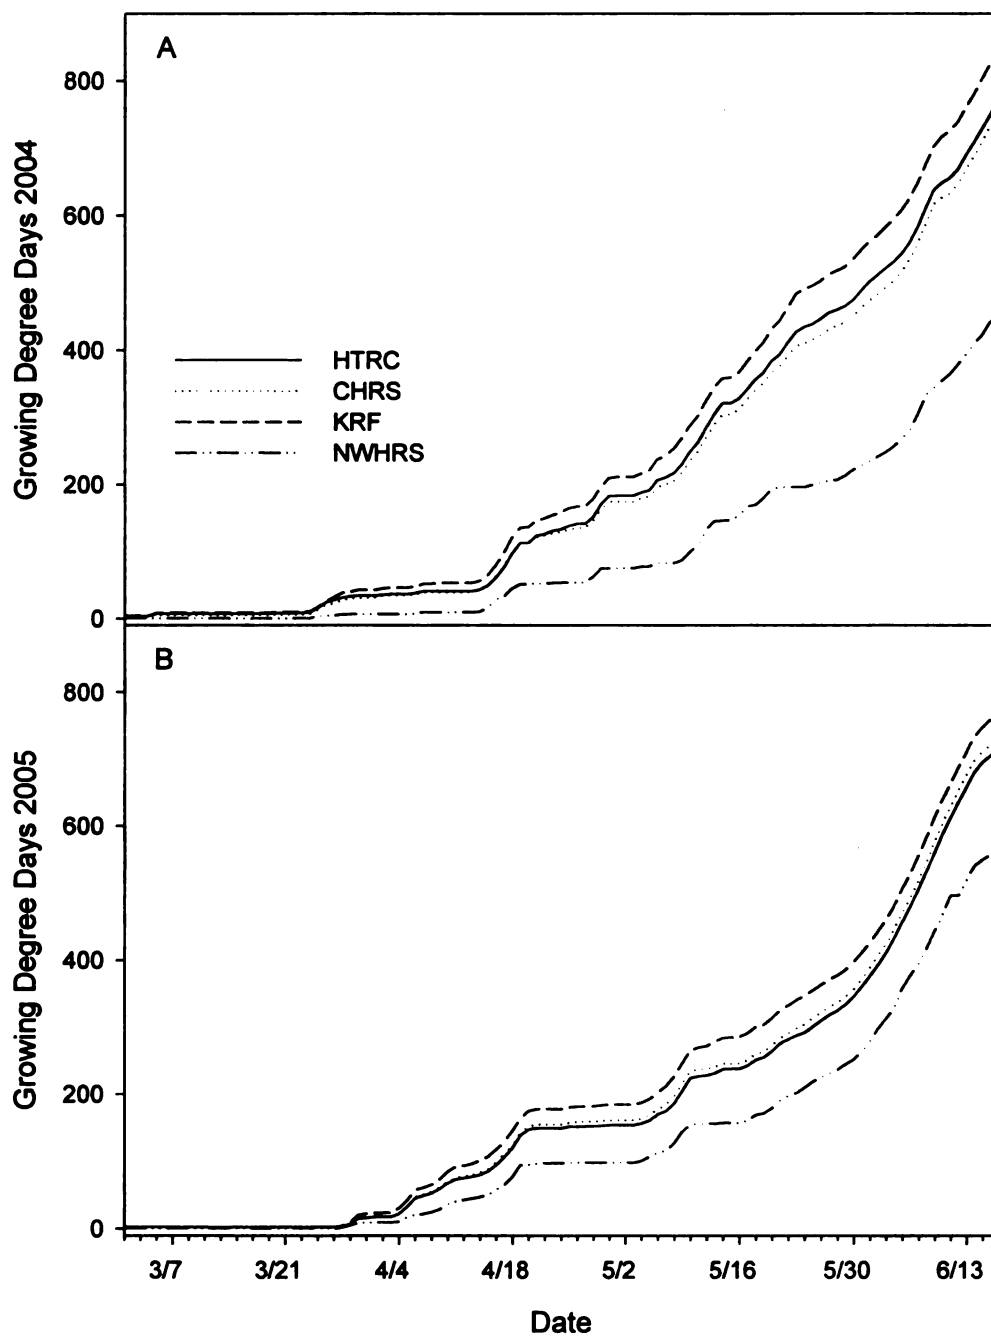 A
800
600
400
200
0
Growing Degree Days 2004
HTRC
CHRS
KRF
NWHRS
B
800
600
400
200
0
Growing Degree Days 2005
3/7 3/21 4/4 4/18 5/2 5/16 5/30 6/13
Date